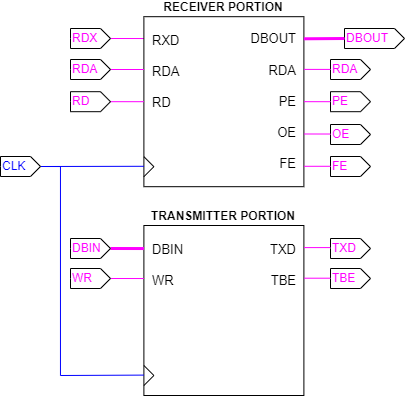 RECEIVER PORTION
RDX RXD DBOUT DBOUT
RDA RDA RDA RDA
RD RD PE PE
OE OE
CLK FE FE
TRANSMITTER PORTION
DBIN DBIN TXD TXD
WR WR TBE TBE